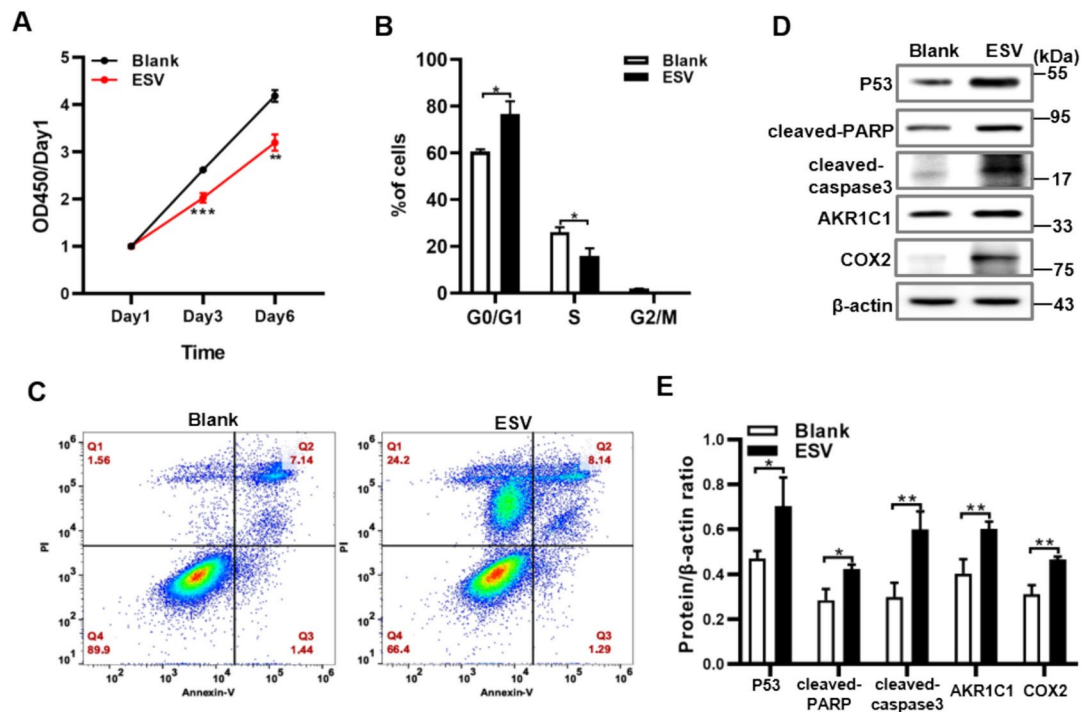 A
Blank
ESV
OD450/Day1
5
4
3
2
1
0
***
**
Day1 Day3 Day6
Time
B
Blank
ESV
%of cells
100
80
60
40
20
0
*
*
G0/G1 S G2/M
D
Blank ESV (kDa)
P53 55
cleaved-PARP 95
cleaved-
caspase3 17
AKR1C1 33
COX2 75
β-actin 43
C
Blank
Q1
1.56
Q2
7.14
Q4
89.9
Q3
1.44
PI
10⁶
10⁵
10⁴
10³
10²
10¹
10² 10³ 10⁴ 10⁵ 10⁶
Annexin-V
ESV
Q1
24.2
Q2
8.14
Q4
66.4
Q3
1.29
PI
10⁶
10⁵
10⁴
10³
10²
10¹
10² 10³ 10⁴ 10⁵ 10⁶
Annexin-V
E
Blank
ESV
Protein/β-actin ratio
1.0
0.8
0.6
0.4
0.2
0.0
* * ** ** **
P53 cleaved- cleaved- AKR1C1 COX2
PARP caspase3